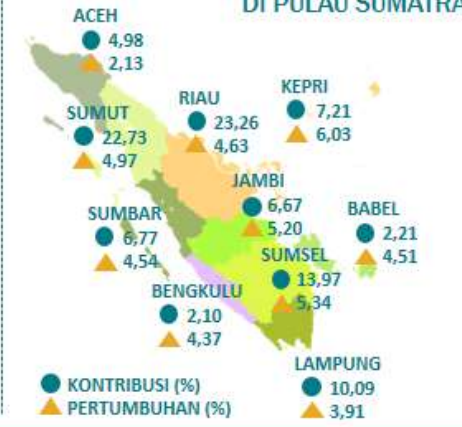 DI PULAU SUMATRA
ACEH
4,98
2,13
SUMUT
22,73
4,97
RIAU
23,26
4,63
KEPRI
7,21
6,03
JAMBI
6,67
5,20
SUMBAR
6,77
4,54
BABEL
2,21
4,51
SUMSEL
13,97
5,34
BENGKULU
2,10
4,37
LAMPUNG
10,09
3,91
KONTRIBUSI (%)
PERTUMBUHAN (%)